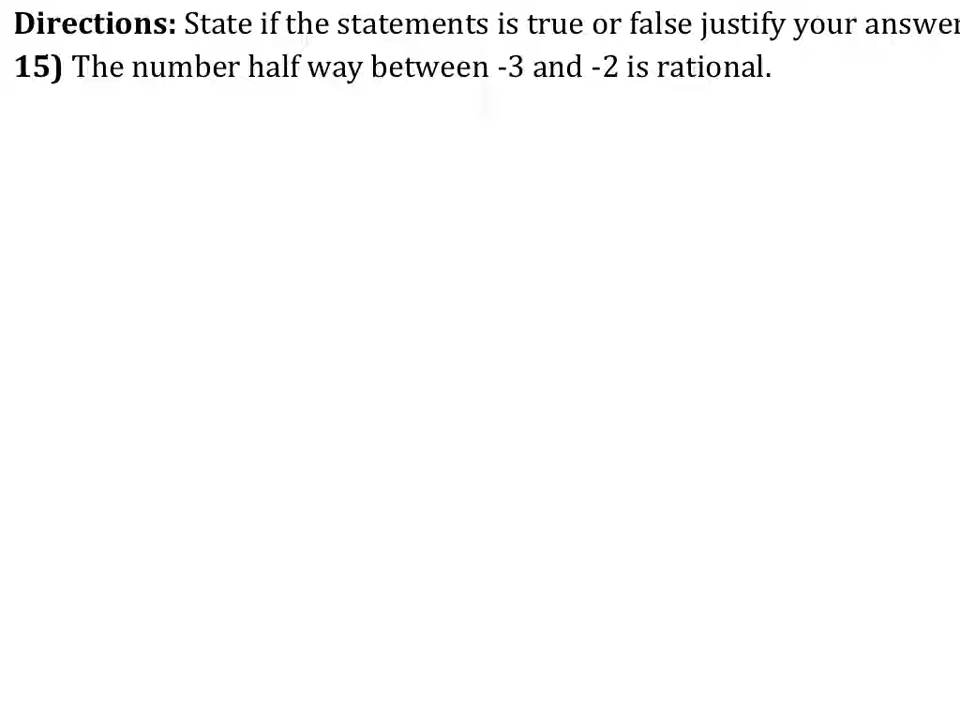 Directions: State if the statements is true or false justify your answer
15) The number half way between -3 and -2 is rational.